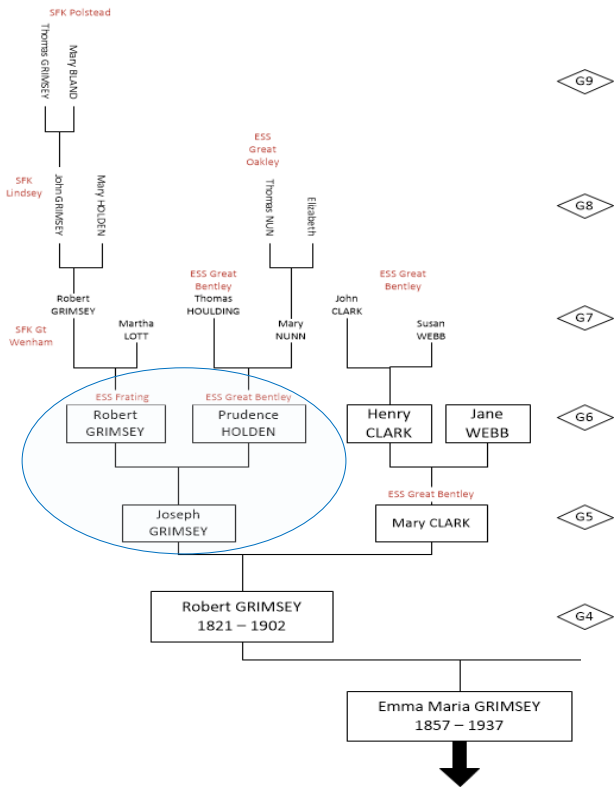 SFK Polstead
Thomas GRIMSEY
Mary BLAND
G9
ESS
Great
Oakley
SFK
Lindsey
John GRIMSEY
Mary HOLDEN
Thomas NUN
Elizabeth
G8
ESS Great
Bentley
ESS Great
Bentley
Robert
GRIMSEY
Thomas
HOULDING
John
CLARK
SFK Gt
Wenham
Martha
LOTT
Mary
NUNN
Susan
WEBB
G7
ESS Frating
ESS Great Bentley
Robert
GRIMSEY
Prudence
HOLDEN
Henry
CLARK
Jane
WEBB
G6
ESS Great Bentley
Joseph
GRIMSEY
Mary CLARK
G5
Robert GRIMSEY
1821 – 1902
G4
Emma Maria GRIMSEY
1857 – 1937